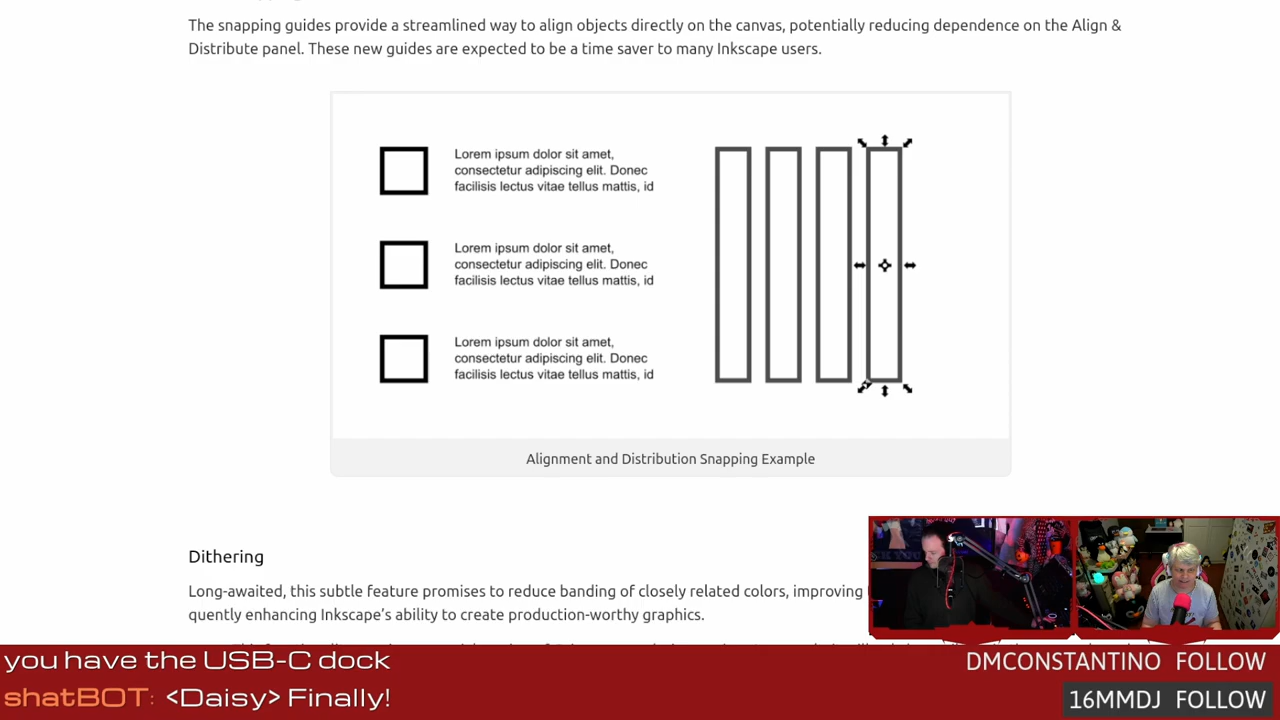 The snapping guides provide a streamlined way to align objects directly on the canvas, potentially reducing dependence on the Align &
Distribute panel. These new guides are expected to be a time saver to many Inkscape users.
Lorem ipsum dolor sit amet,
consectetur adipiscing elit. Donec
facilisis lectus vitae tellus mattis, id
Lorem ipsum dolor sit amet,
consectetur adipiscing elit. Donec
facilisis lectus vitae tellus mattis, id
Lorem ipsum dolor sit amet,
consectetur adipiscing elit. Donec
facilisis lectus vitae tellus mattis, id
Alignment and Distribution Snapping Example
Dithering
Long-awaited, this subtle feature promises to reduce banding of closely related colors, improving
quently enhancing Inkscape's ability to create production-worthy graphics.
you have the USB-C dock
shatBOT: <Daisy> Finally!
DMCONSTANTINO FOLLOW
16MMDJ FOLLOW